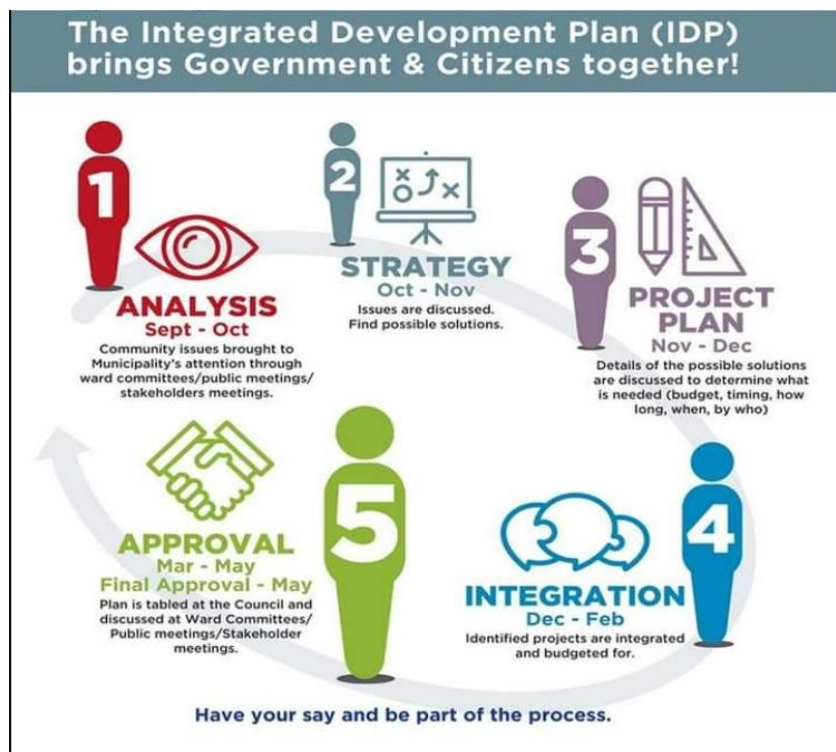 The Integrated Development Plan (IDP)
brings Government & Citizens together!
1
ANALYSIS
Sept - Oct
Community issues brought to
Municipality's attention through
ward committees/public meetings/
stakeholders meetings.
2
STRATEGY
Oct - Nov
Issues are discussed.
Find possible solutions.
3
PROJECT
PLAN
Nov - Dec
Details of the possible solutions
are discussed to determine what
is needed (budget, timing, how
long, when, by who)
4
INTEGRATION
Dec - Feb
Identified projects are integrated
and budgeted for.
5
APPROVAL
Mar - May
Final Approval - May
Plan is tabled at the Council and
discussed at Ward Committees/
Public meetings/Stakeholder
meetings.
Have your say and be part of the process.